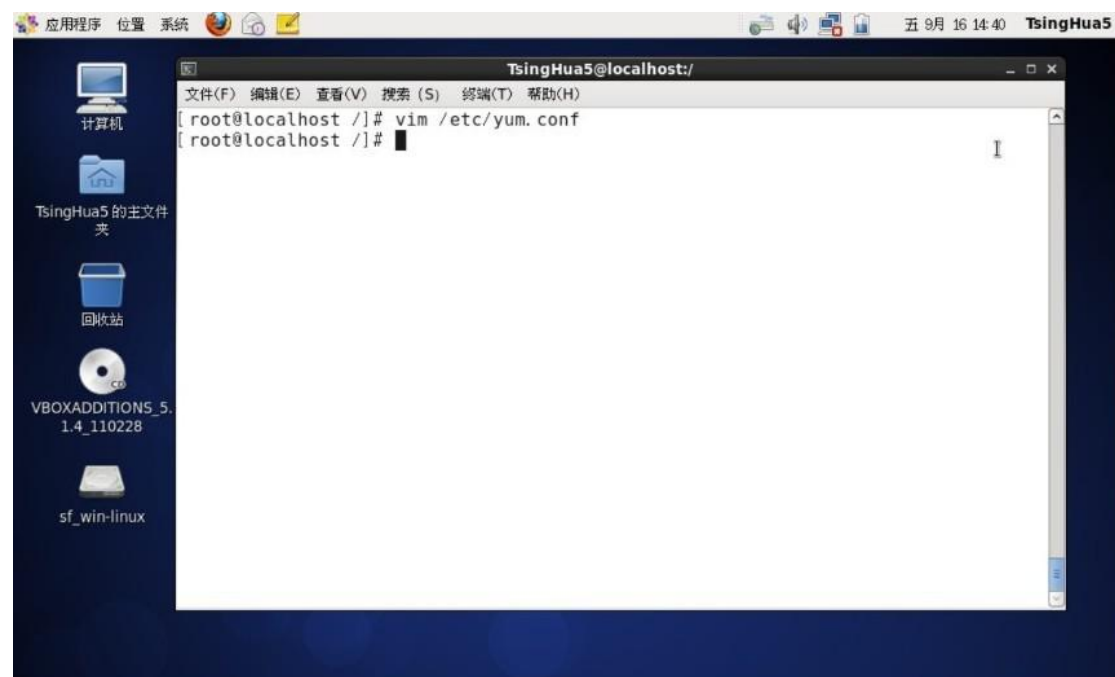 应用程序 位置 系统 五 9月 16 14:40 TsingHua5
TsingHua5@localhost:/
文件(F) 编辑(E) 查看(V) 搜索 (S) 终端(T) 帮助(H)
[root@localhost /]# vim /etc/yum.conf
[root@localhost /]#
计算机
TsingHua5 的主文件
夹
回收站
CD
VBOXADDITIONS_5.
1.4_110228
sf_win-linux